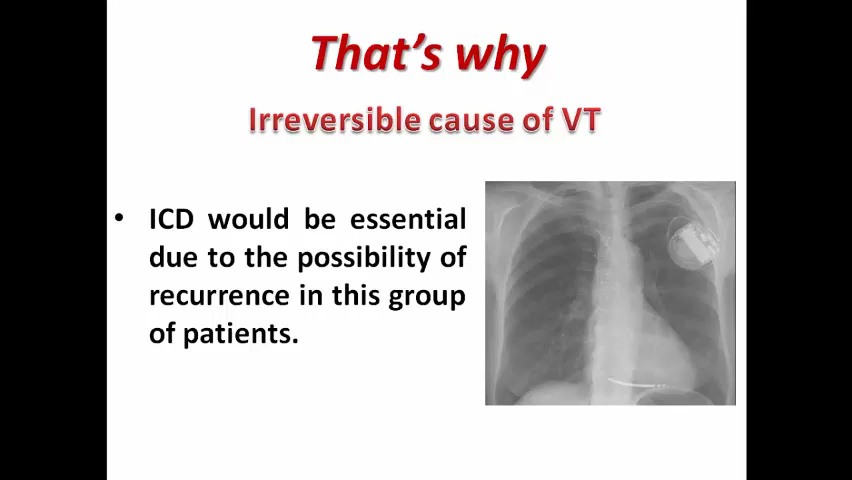 That's why
Irreversible cause of VT
• ICD would be essential
due to the possibility of
recurrence in this group
of patients.